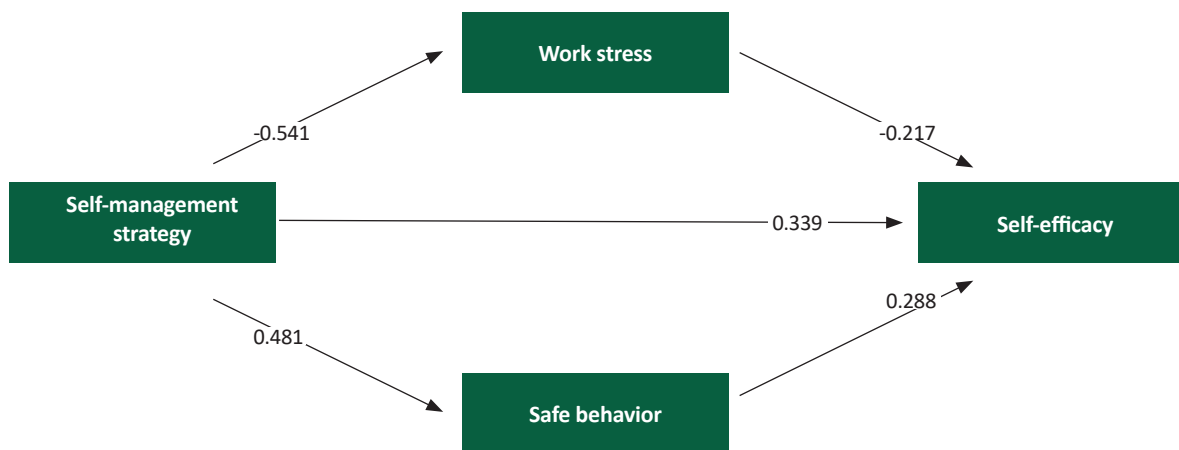 Work stress
-0.541
-0.217
Self-management
strategy
0.339
Self-efficacy
0.481
0.288
Safe behavior